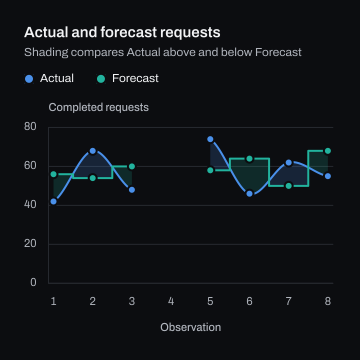 Actual and forecast requests
Shading compares Actual above and below Forecast
Actual Forecast
Completed requests
80
60
40
20
0
1 2 3 4 5 6 7 8
Observation